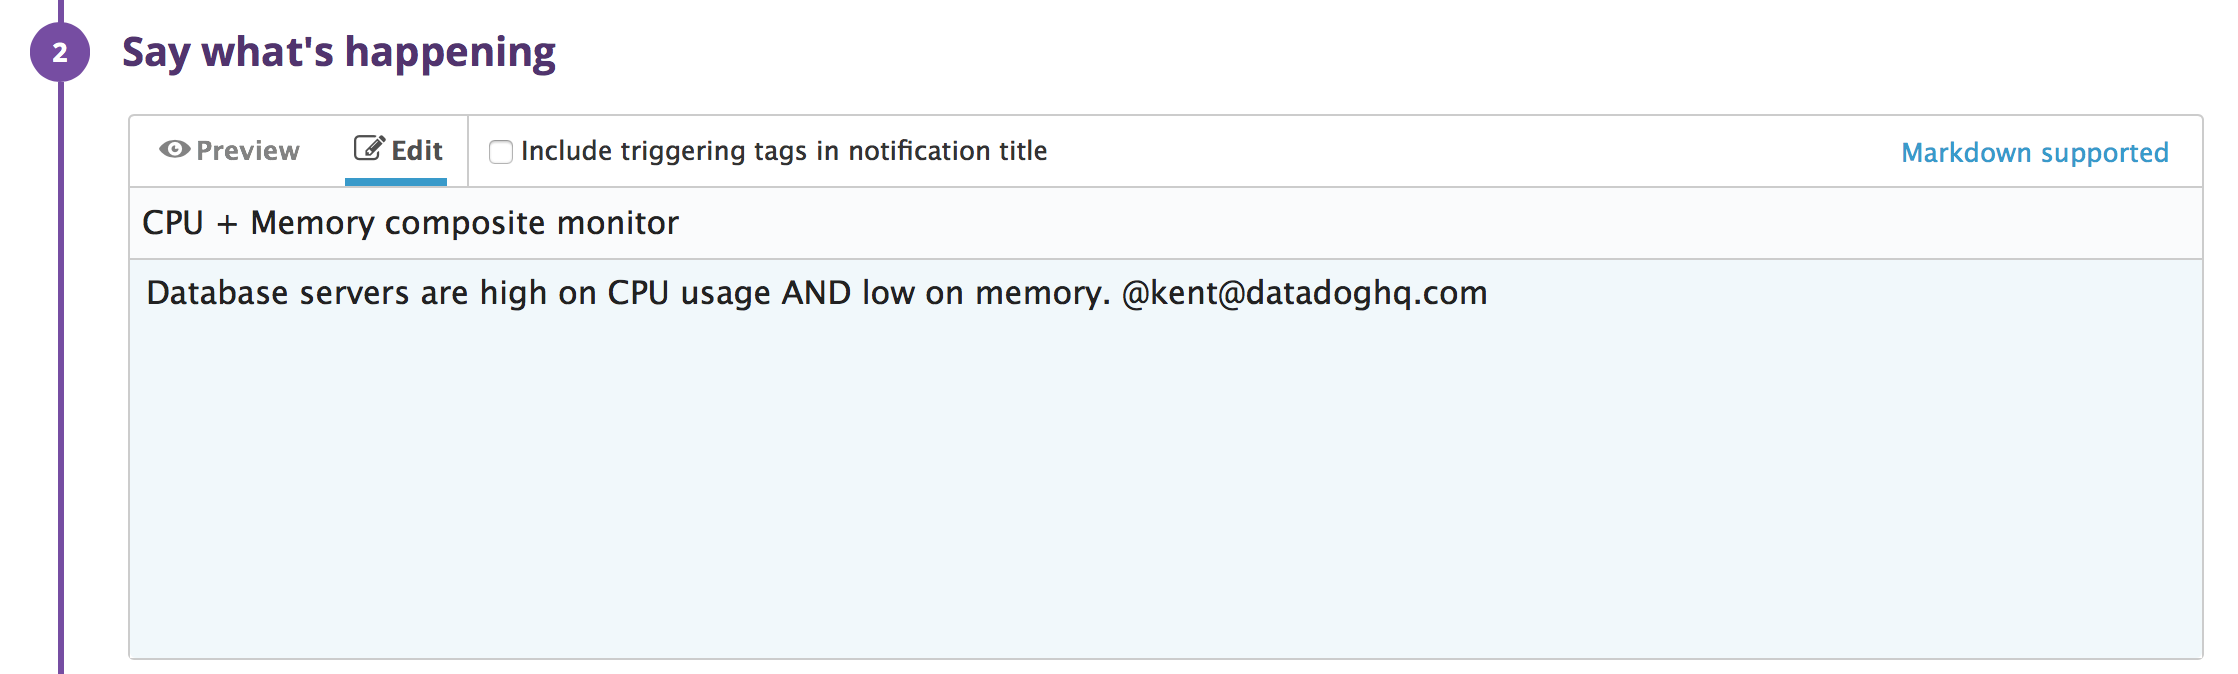 2 Say what's happening
Preview Edit Include triggering tags in notification title Markdown supported
CPU + Memory composite monitor
Database servers are high on CPU usage AND low on memory. @kent@datadoghq.com